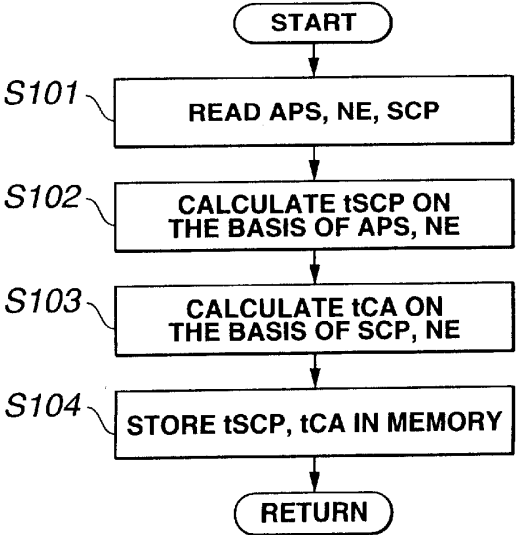 START
S101
READ APS, NE, SCP
S102
CALCULATE tSCP ON
THE BASIS OF APS, NE
S103
CALCULATE tCA ON
THE BASIS OF SCP, NE
S104
STORE tSCP, tCA IN MEMORY
RETURN